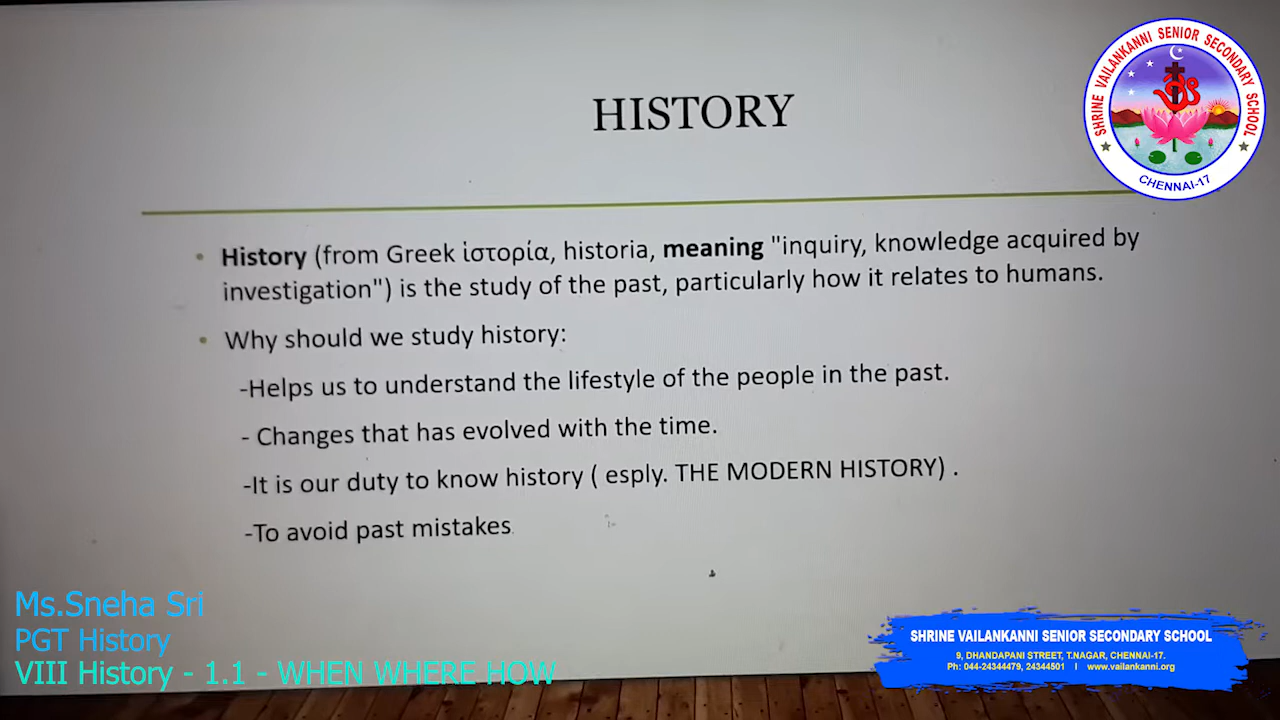 HISTORY
• History (from Greek ἱστορία, historia, meaning "inquiry, knowledge acquired by
investigation") is the study of the past, particularly how it relates to humans.
• Why should we study history:
-Helps us to understand the lifestyle of the people in the past.
- Changes that has evolved with the time.
-It is our duty to know history ( esply. THE MODERN HISTORY) .
-To avoid past mistakes
SHRINE VAILANKANNI SENIOR SECONDARY SCHOOL
CHENNAI-17
Ms.Sneha Sri
PGT History
VIII History - 1.1 - WHEN WHERE HOW
SHRINE VAILANKANNI SENIOR SECONDARY SCHOOL
9, DHANDAPANI STREET, T.NAGAR, CHENNAI-17.
Ph: 044-24344479, 24344501 I www.vailankanni.org